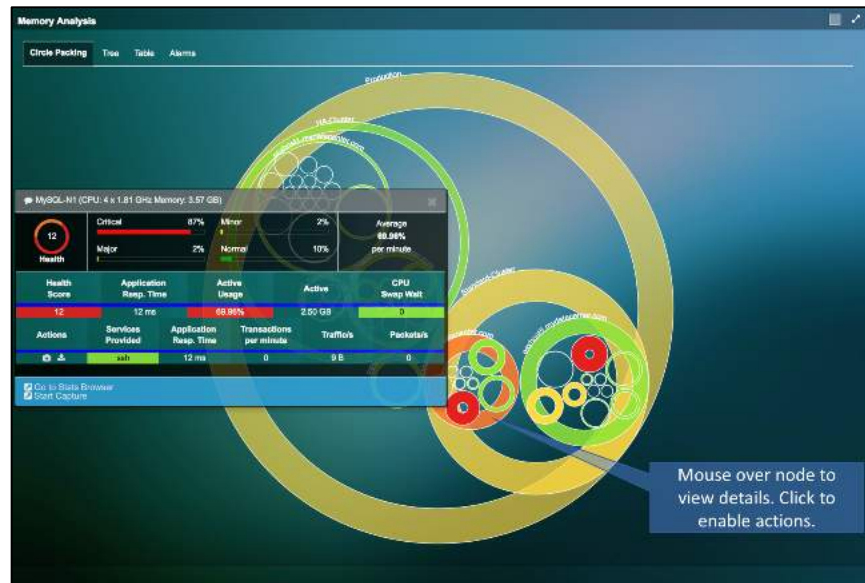 Memory Analysis
Circle Packing Tree Table Alarms
Production
HA-Cluster
Standard-Cluster
MySQL-N1 (CPU: 4 x 1.81 GHz Memory: 3.57 GB)
12
Health
Critical 87% Minor 2%
Major 2% Normal 10%
Average
69.96%
per minute
Health Score Application Resp. Time Active Usage Active CPU Swap Wait
12 12 ms 69.96% 2.50 GB 0
Actions Services Provided Application Resp. Time Transactions per minute Traffic/s Packets/s
ssh 12 ms 0 9 B 0
Go to Stats Browser
Start Capture
Mouse over node to
view details. Click to
enable actions.